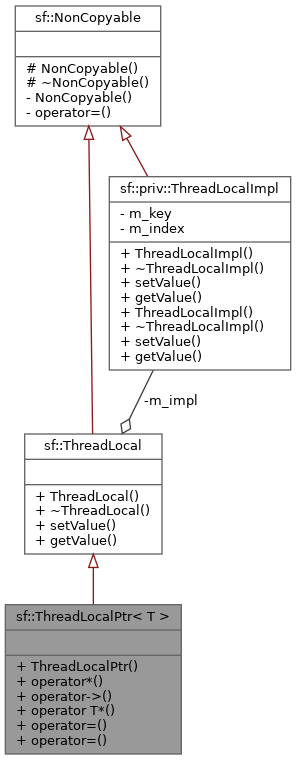 sf::NonCopyable
# NonCopyable()
# ~NonCopyable()
- NonCopyable()
- operator=()
sf::priv::ThreadLocalImpl
- m_key
- m_index
+ ThreadLocalImpl()
+ ~ThreadLocalImpl()
+ setValue()
+ getValue()
+ ThreadLocalImpl()
+ ~ThreadLocalImpl()
+ setValue()
+ getValue()
-m_impl
sf::ThreadLocal
+ ThreadLocal()
+ ~ThreadLocal()
+ setValue()
+ getValue()
sf::ThreadLocalPtr< T >
+ ThreadLocalPtr()
+ operator*()
+ operator->()
+ operator T*()
+ operator=()
+ operator=()